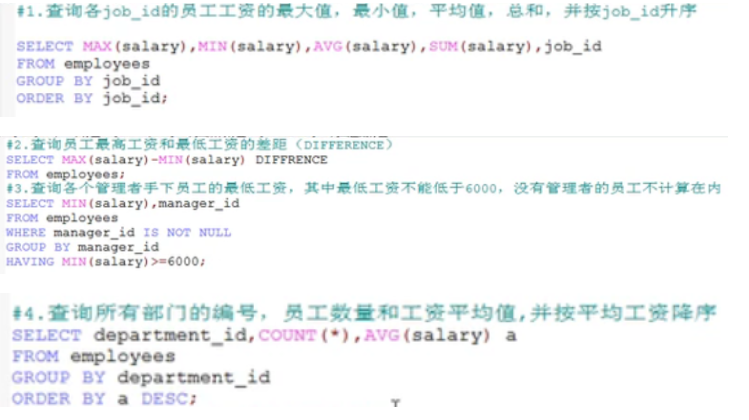 #1.查询各job_id的员工工资的最大值，最小值，平均值，总和，并按job_id升序
SELECT MAX(salary),MIN(salary),AVG(salary),SUM(salary),job_id
FROM employees
GROUP BY job_id
ORDER BY job_id;
#2.查询员工最高工资和最低工资的差距（DIFFERENCE）
SELECT MAX(salary)-MIN(salary) DIFFRENCE
FROM employees;
#3.查询各个管理者手下员工的最低工资，其中最低工资不能低于6000，没有管理者的员工不计算在内
SELECT MIN(salary),manager_id
FROM employees
WHERE manager_id IS NOT NULL
GROUP BY manager_id
HAVING MIN(salary)>=6000;
#4.查询所有部门的编号，员工数量和工资平均值,并按平均工资降序
SELECT department_id,COUNT(*),AVG(salary) a
FROM employees
GROUP BY department_id
ORDER BY a DESC;